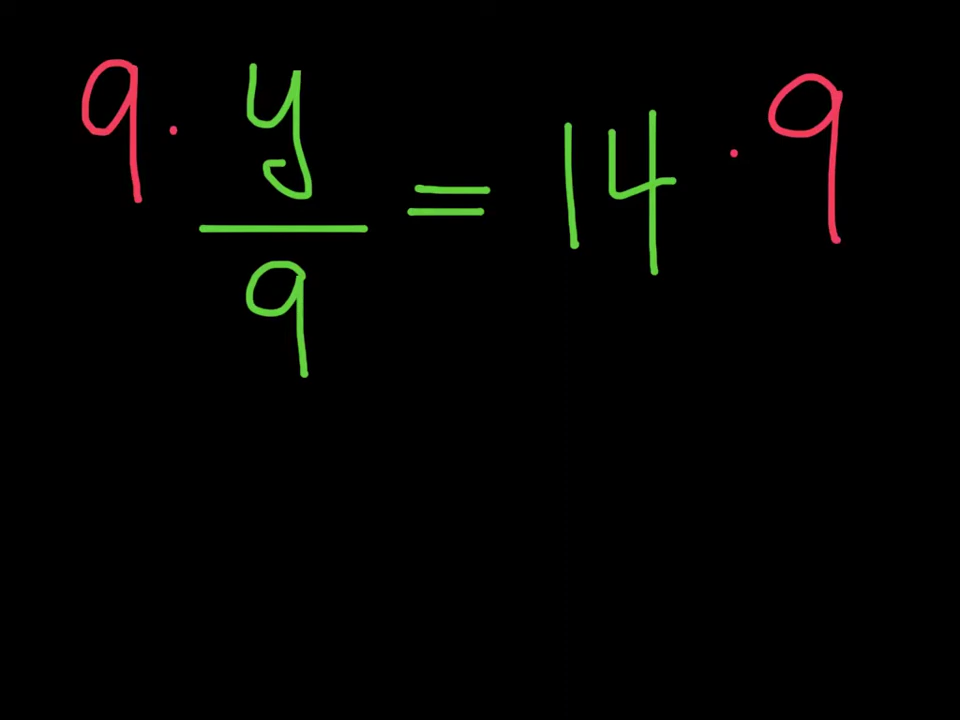 9 · y/9 = 14 · 9